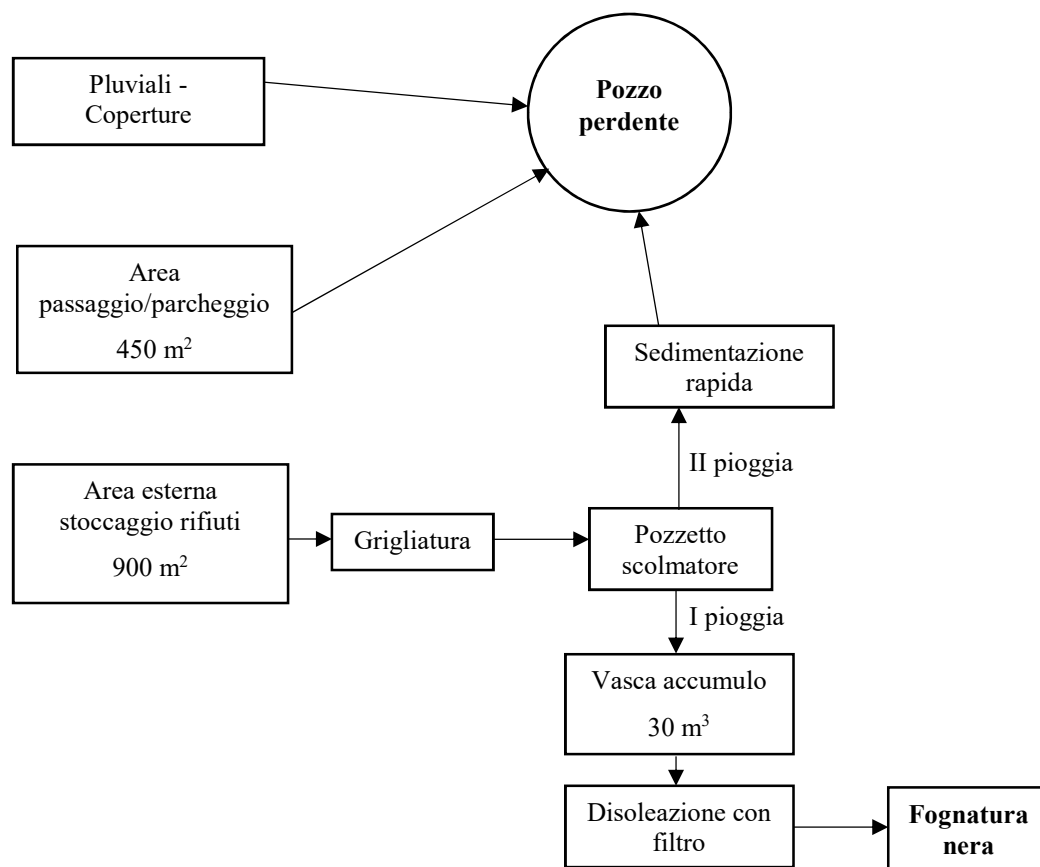 Pluviali -
Coperture
Pozzo
perdente
Area
passaggio/parcheggio
450 m²
Sedimentazione
rapida
II pioggia
Area esterna
stoccaggio rifiuti
900 m²
Grigliatura
Pozzetto
scolmatore
I pioggia
Vasca accumulo
30 m³
Disoleazione con
filtro
Fognatura
nera